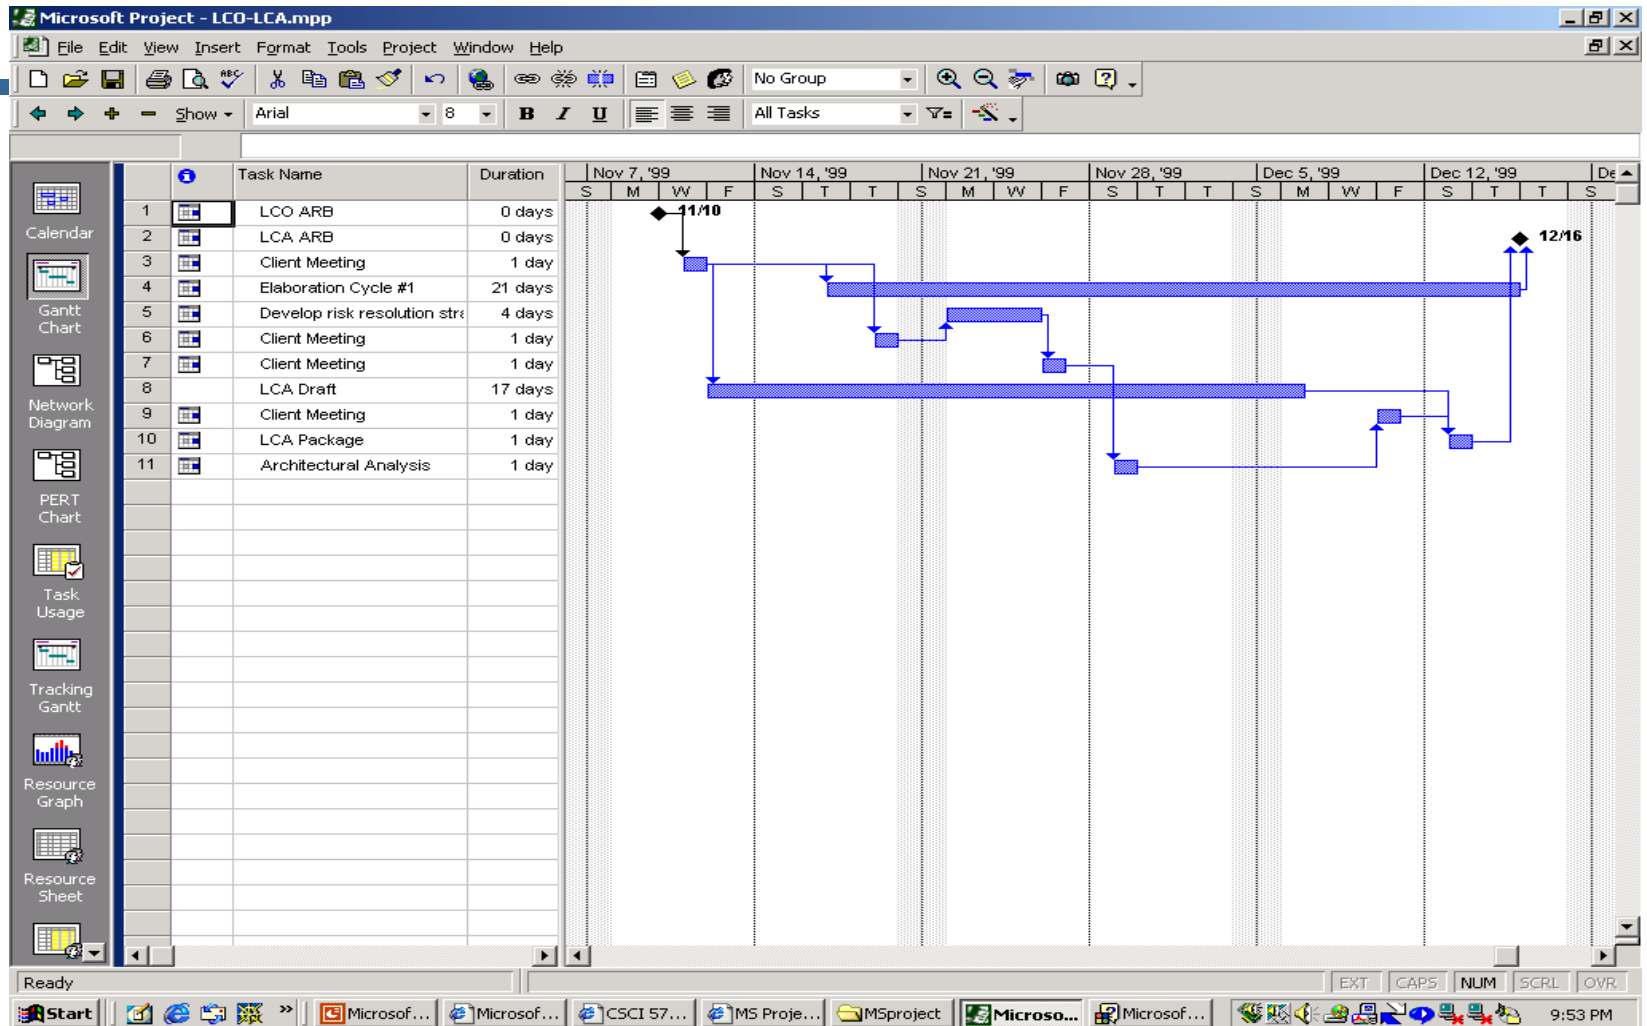 Microsoft Project - LCO-LCA.mpp
File Edit View Insert Format Tools Project Window Help
ABC No Group
Show Arial 8 B I U All Tasks
Task Name Duration Nov 7, '99 Nov 14, '99 Nov 21, '99 Nov 28, '99 Dec 5, '99 Dec 12, '99 De
S M W F S T T S M W F S T T S M W F S T T S
1 LCO ARB 0 days 11/10
2 LCA ARB 0 days 12/16
3 Client Meeting 1 day
4 Elaboration Cycle #1 21 days
5 Develop risk resolution stra 4 days
6 Client Meeting 1 day
7 Client Meeting 1 day
8 LCA Draft 17 days
9 Client Meeting 1 day
10 LCA Package 1 day
11 Architectural Analysis 1 day
Calendar
Gantt
Chart
Network
Diagram
PERT
Chart
Task
Usage
Tracking
Gantt
Resource
Graph
Resource
Sheet
Ready EXT CAPS NUM SCRL OVR
Start » Microsof... Microsof... CSCI 57... MS Proje... MSproject Microso... Microsof... 9:53 PM